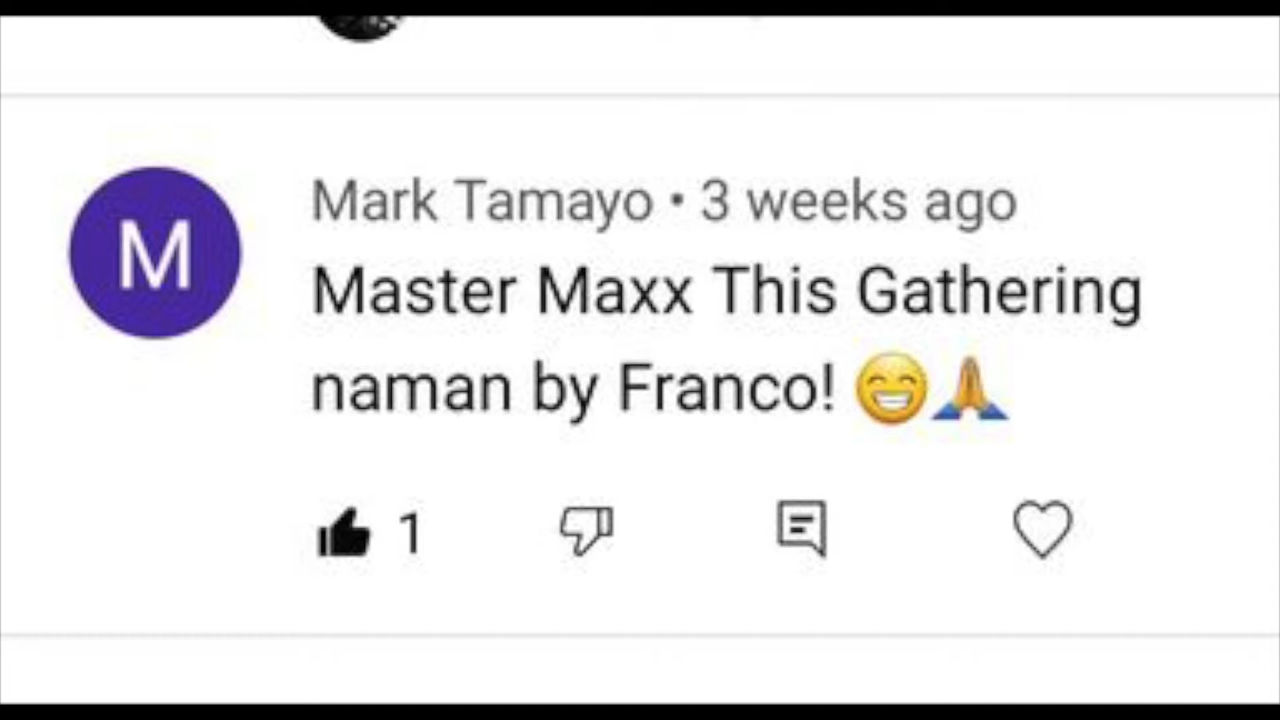 M
Mark Tamayo • 3 weeks ago
Master Maxx This Gathering
naman by Franco! 😁🙏
1